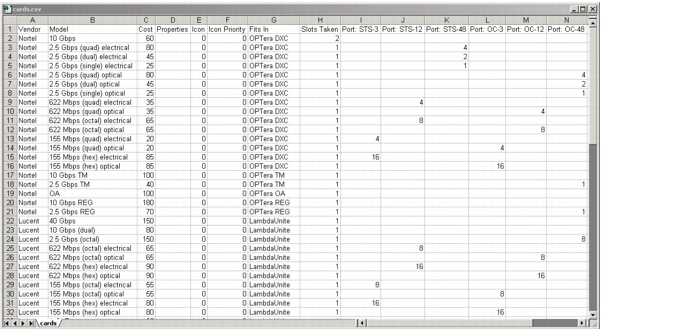 cards.csv
A B C D E F G H I J K L M N
1 Vendor Model Cost Properties Icon Icon Priority Fits In Slots Taken Port: STS-3 Port: STS-12 Port: STS-48 Port: OC-3 Port: OC-12 Port: OC-48
2 Nortel 10 Gbps 60 0 0 OPTera DXC 2
3 Nortel 2.5 Gbps (quad) electrical 80 0 0 OPTera DXC 1 4
4 Nortel 2.5 Gbps (dual) electrical 45 0 0 OPTera DXC 1 2
5 Nortel 2.5 Gbps (single) electrical 25 0 0 OPTera DXC 1 1
6 Nortel 2.5 Gbps (quad) optical 80 0 0 OPTera DXC 1 4
7 Nortel 2.5 Gbps (dual) optical 45 0 0 OPTera DXC 1 2
8 Nortel 2.5 Gbps (single) optical 25 0 0 OPTera DXC 1 1
9 Nortel 622 Mbps (quad) electrical 35 0 0 OPTera DXC 1 4
10 Nortel 622 Mbps (quad) optical 35 0 0 OPTera DXC 1 4
11 Nortel 622 Mbps (octal) electrical 65 0 0 OPTera DXC 1 8
12 Nortel 622 Mbps (octal) optical 65 0 0 OPTera DXC 1 8
13 Nortel 155 Mbps (quad) electrical 20 0 0 OPTera DXC 1 4
14 Nortel 155 Mbps (quad) optical 20 0 0 OPTera DXC 1 4
15 Nortel 155 Mbps (hex) electrical 85 0 0 OPTera DXC 1 16
16 Nortel 155 Mbps (hex) optical 85 0 0 OPTera DXC 1 16
17 Nortel 10 Gbps TM 100 0 0 OPTera TM 1
18 Nortel 2.5 Gbps TM 40 0 0 OPTera TM 1 1
19 Nortel OA 100 0 0 OPTera OA 1
20 Nortel 10 Gbps REG 180 0 0 OPTera REG 1
21 Nortel 2.5 Gbps REG 70 0 0 OPTera REG 1 1
22 Lucent 40 Gbps 150 0 0 LambdaUnite 1
23 Lucent 10 Gbps (dual) 80 0 0 LambdaUnite 1
24 Lucent 2.5 Gbps (octal) 150 0 0 LambdaUnite 1 8
25 Lucent 622 Mbps (octal) electrical 65 0 0 LambdaUnite 1 8
26 Lucent 622 Mbps (octal) optical 65 0 0 LambdaUnite 1 8
27 Lucent 622 Mbps (hex) electrical 90 0 0 LambdaUnite 1 16
28 Lucent 622 Mbps (hex) optical 90 0 0 LambdaUnite 1 16
29 Lucent 155 Mbps (octal) electrical 55 0 0 LambdaUnite 1 8
30 Lucent 155 Mbps (octal) optical 55 0 0 LambdaUnite 1 8
31 Lucent 155 Mbps (hex) electrical 80 0 0 LambdaUnite 1 16
32 Lucent 155 Mbps (hex) optical 80 0 0 LambdaUnite 1 16
cards